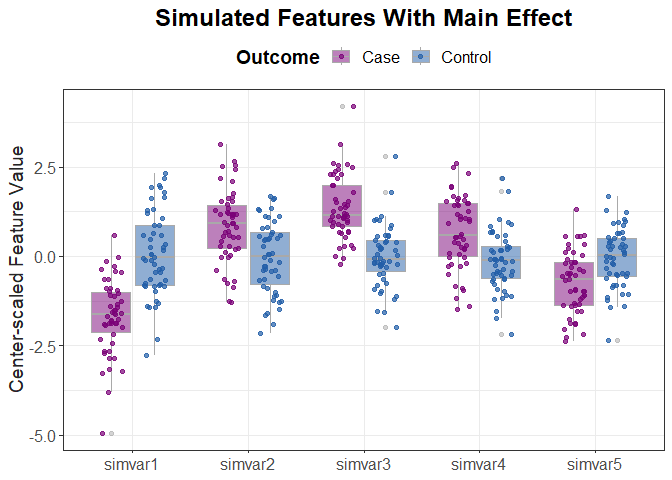 Simulated Features With Main Effect
Outcome Case Control
Center-scaled Feature Value
2.5
0.0
-2.5
-5.0
simvar1 simvar2 simvar3 simvar4 simvar5